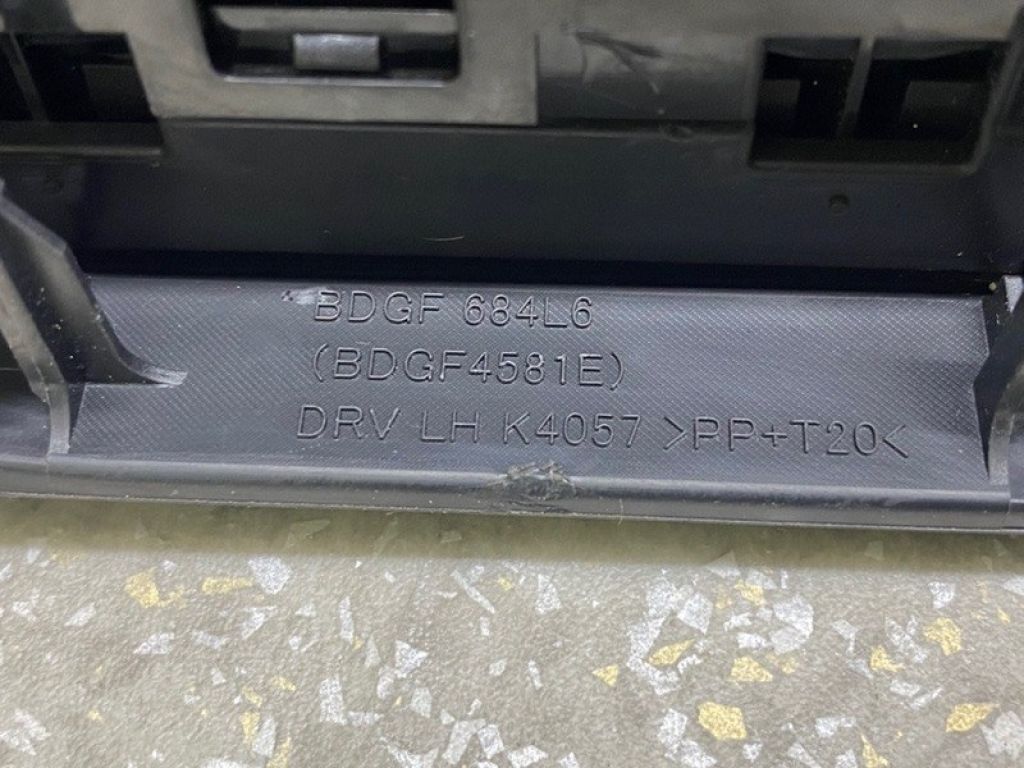 BDGF 684L6
(BDGF4581E)
DRV LH K4057 >PP+T20<